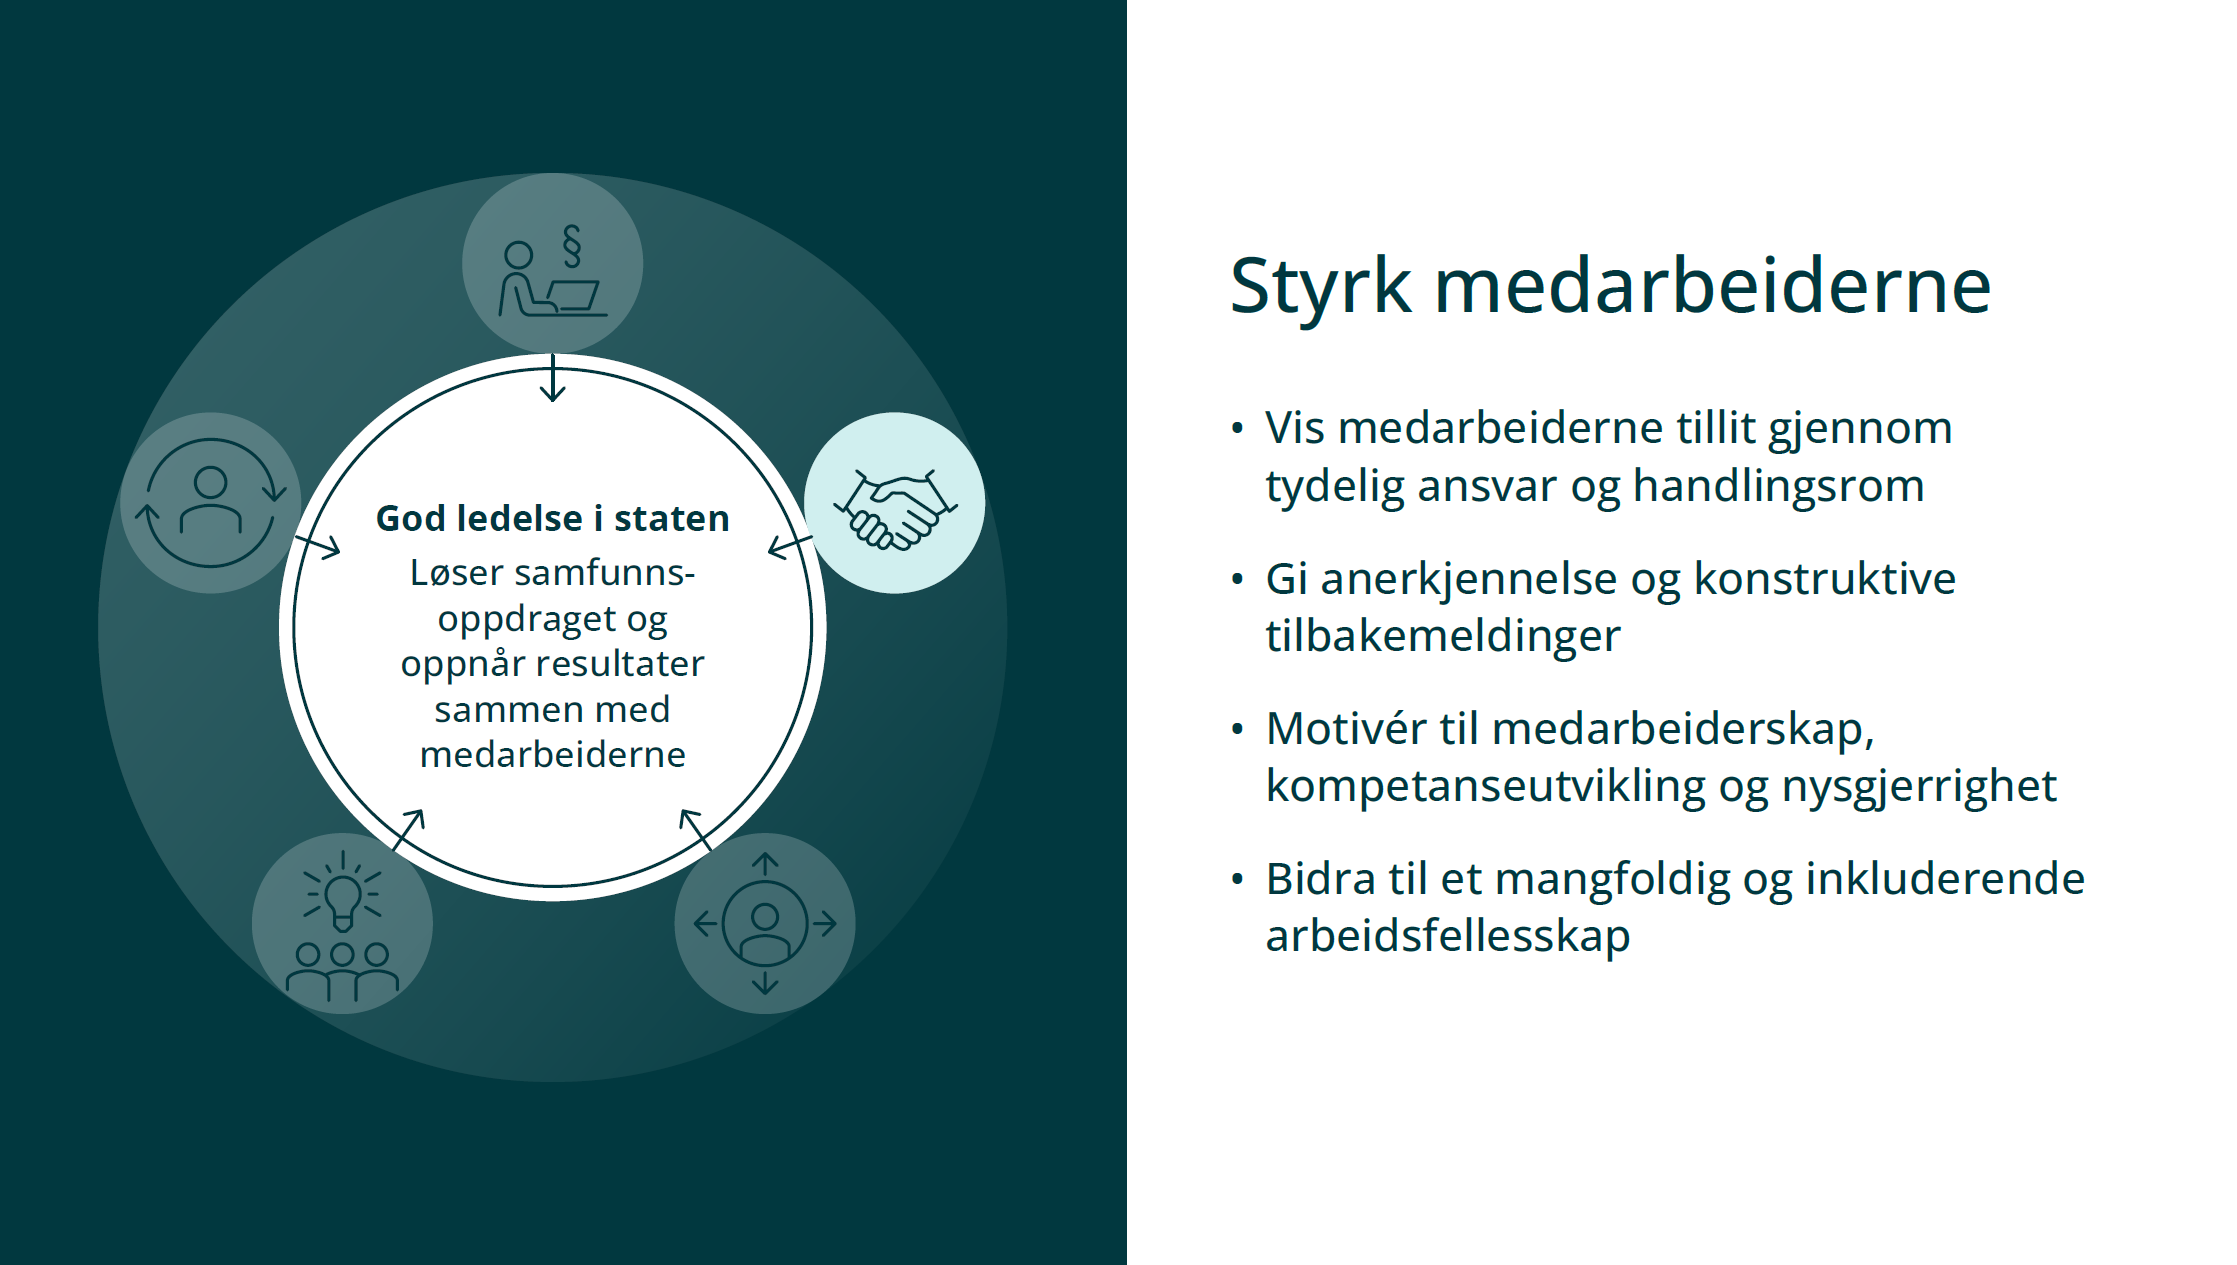 §
God ledelse i staten
Løser samfunns-
oppdraget og
oppnår resultater
sammen med
medarbeiderne
Styrk medarbeiderne
• Vis medarbeiderne tillit gjennom
tydelig ansvar og handlingsrom
• Gi anerkjennelse og konstruktive
tilbakemeldinger
• Motivér til medarbeiderskap,
kompetanseutvikling og nysgjerrighet
• Bidra til et mangfoldig og inkluderende
arbeidsfellesskap